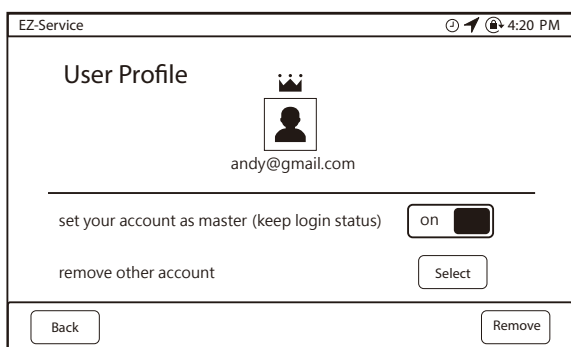 EZ-Service 4:20 PM
User Profile
andy@gmail.com
set your account as master (keep login status) on
remove other account Select
Back Remove